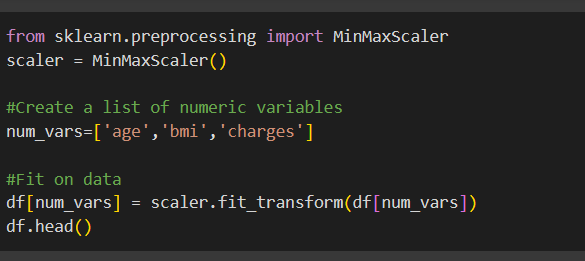 from sklearn.preprocessing import MinMaxScaler
scaler = MinMaxScaler()
#Create a list of numeric variables
num_vars=['age','bmi','charges']
#Fit on data
df[num_vars] = scaler.fit_transform(df[num_vars])
df.head()